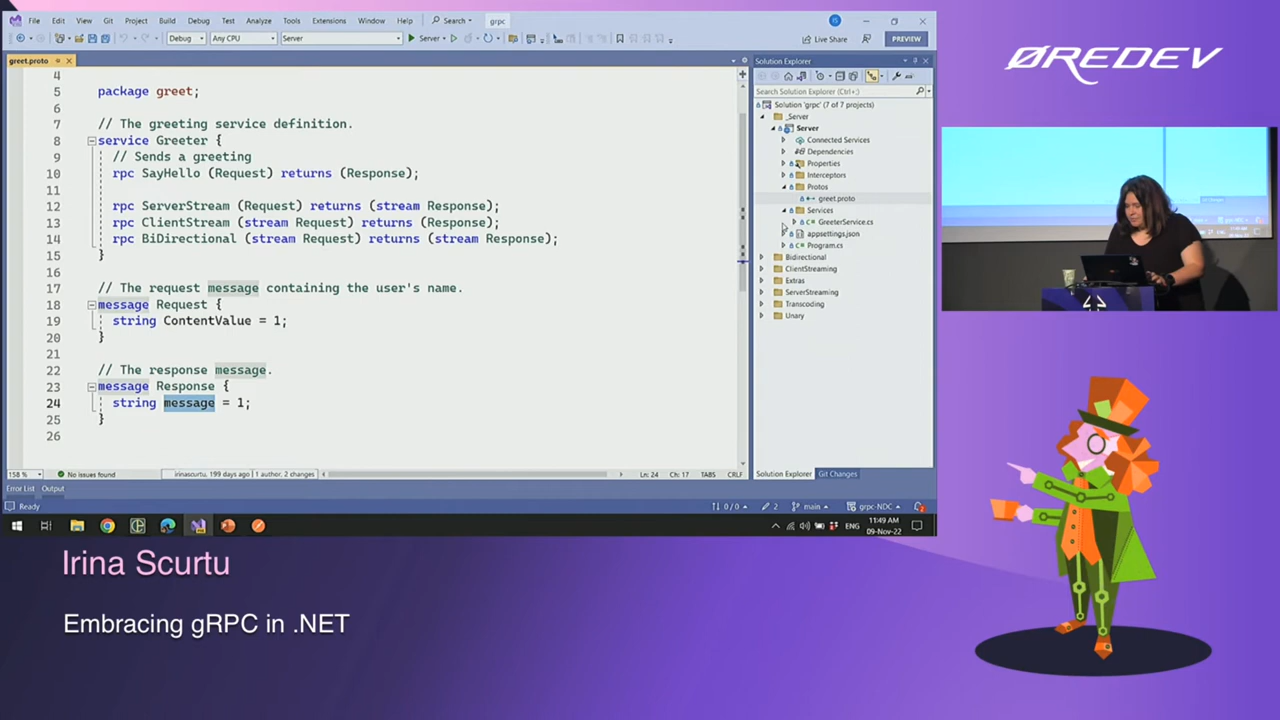 File Edit View Git Project Build Debug Test Analyze Tools Extensions Window Help Search grpc IS
Debug Any CPU Server Server Live Share PREVIEW
greet.proto
4
5 package greet;
6
7 // The greeting service definition.
8 service Greeter {
9 // Sends a greeting
10 rpc SayHello (Request) returns (Response);
11
12 rpc ServerStream (Request) returns (stream Response);
13 rpc ClientStream (stream Request) returns (Response);
14 rpc BiDirectional (stream Request) returns (stream Response);
15 }
16
17 // The request message containing the user's name.
18 message Request {
19 string ContentValue = 1;
20 }
21
22 // The response message.
23 message Response {
24 string message = 1;
25 }
26
158 % No issues found irinascurtu, 199 days ago | 1 author, 2 changes Ln: 24 Ch: 17 TABS CRLF
Error List Output
Ready 0 / 0 2 main grpc-NDC
Solution Explorer
Search Solution Explorer (Ctrl+;)
Solution 'grpc' (7 of 7 projects)
_Server
Server
Connected Services
Dependencies
Properties
Interceptors
Protos
greet.proto
Services
GreeterService.cs
appsettings.json
Program.cs
Bidirectional
ClientStreaming
Extras
ServerStreaming
Transcoding
Unary
Solution Explorer Git Changes
ENG 11:49 AM
09-Nov-22
ØREDEV
Irina Scurtu
Embracing gRPC in .NET